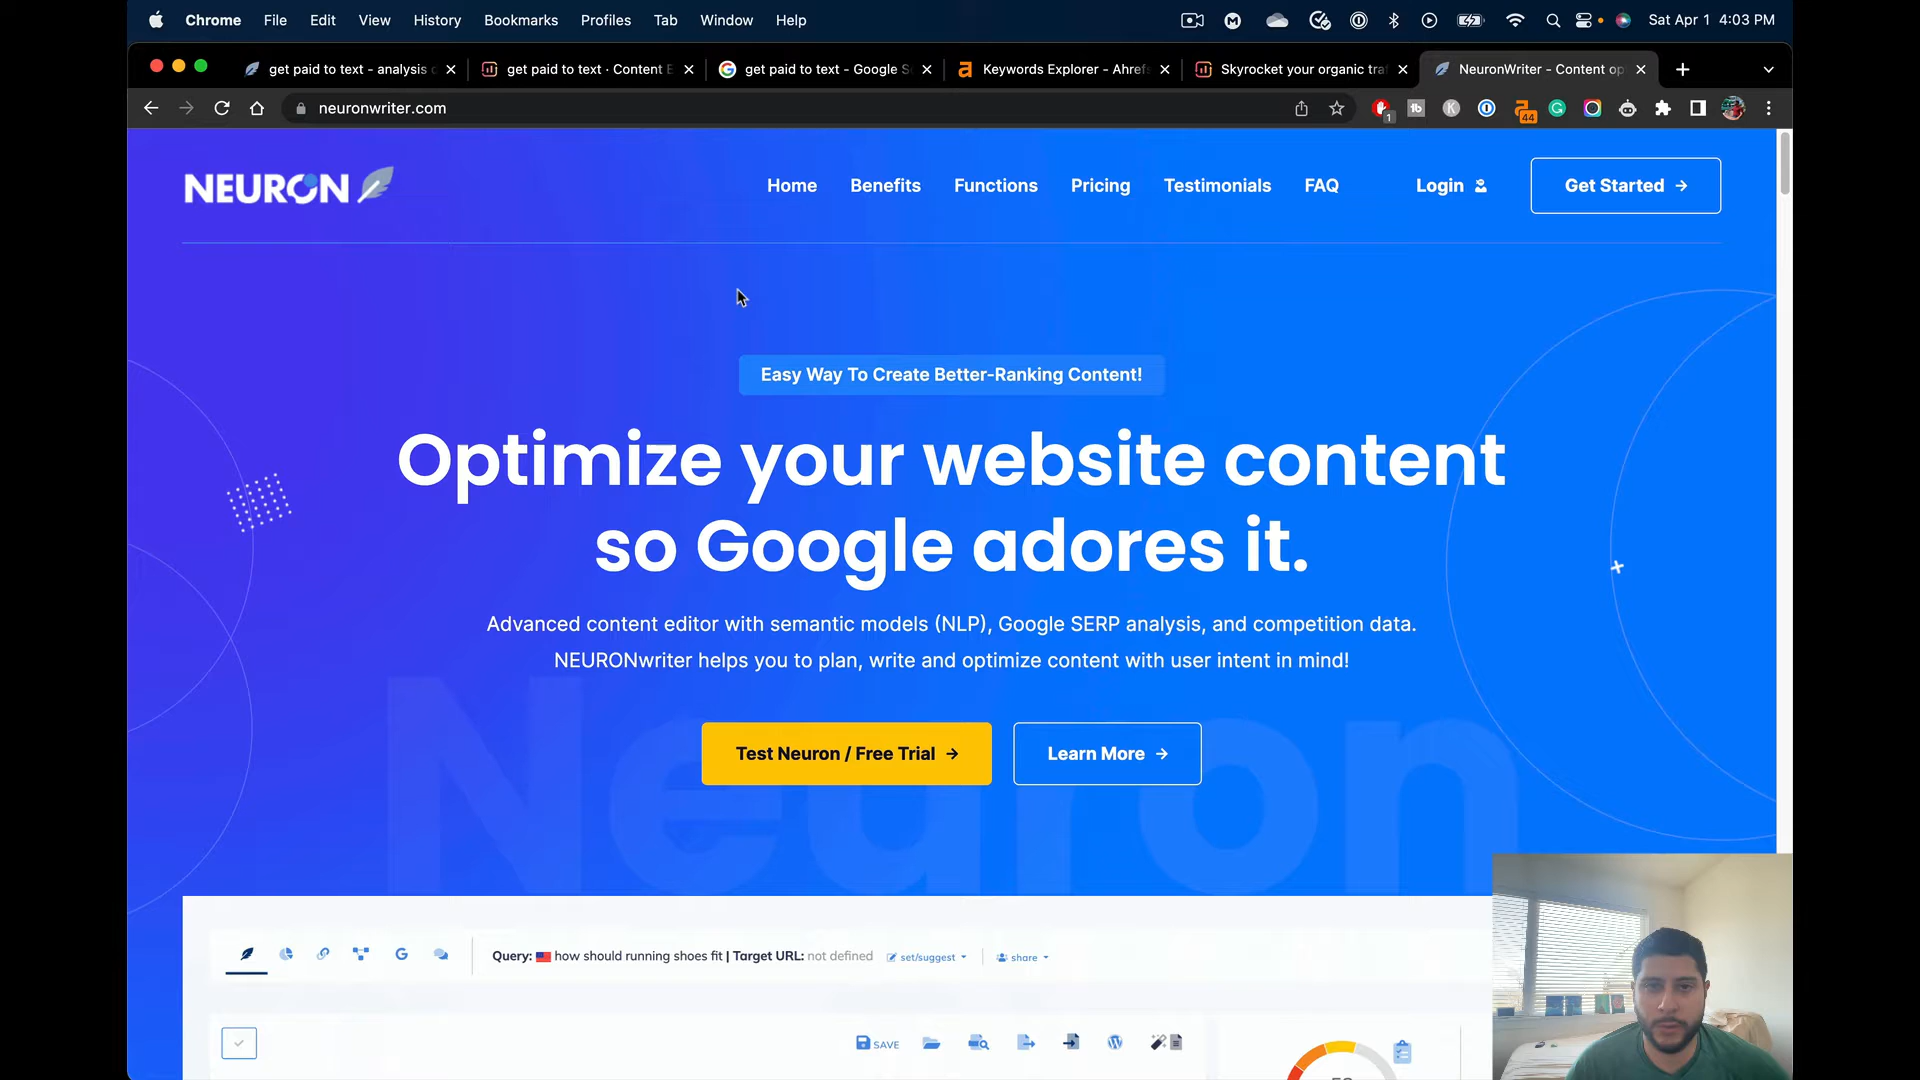 Chrome File Edit View History Bookmarks Profiles Tab Window Help Sat Apr 1 4:03 PM
get paid to text - analysis get paid to text · Content E get paid to text - Google S Keywords Explorer - Ahref Skyrocket your organic tra NeuronWriter - Content op
neuronwriter.com 1 44
NEURON Home Benefits Functions Pricing Testimonials FAQ Login Get Started
Easy Way To Create Better-Ranking Content!
Optimize your website content
so Google adores it.
Advanced content editor with semantic models (NLP), Google SERP analysis, and competition data.
NEURONwriter helps you to plan, write and optimize content with user intent in mind!
Test Neuron / Free Trial Learn More
Neuron
Query: how should running shoes fit | Target URL: not defined set/suggest share
SAVE